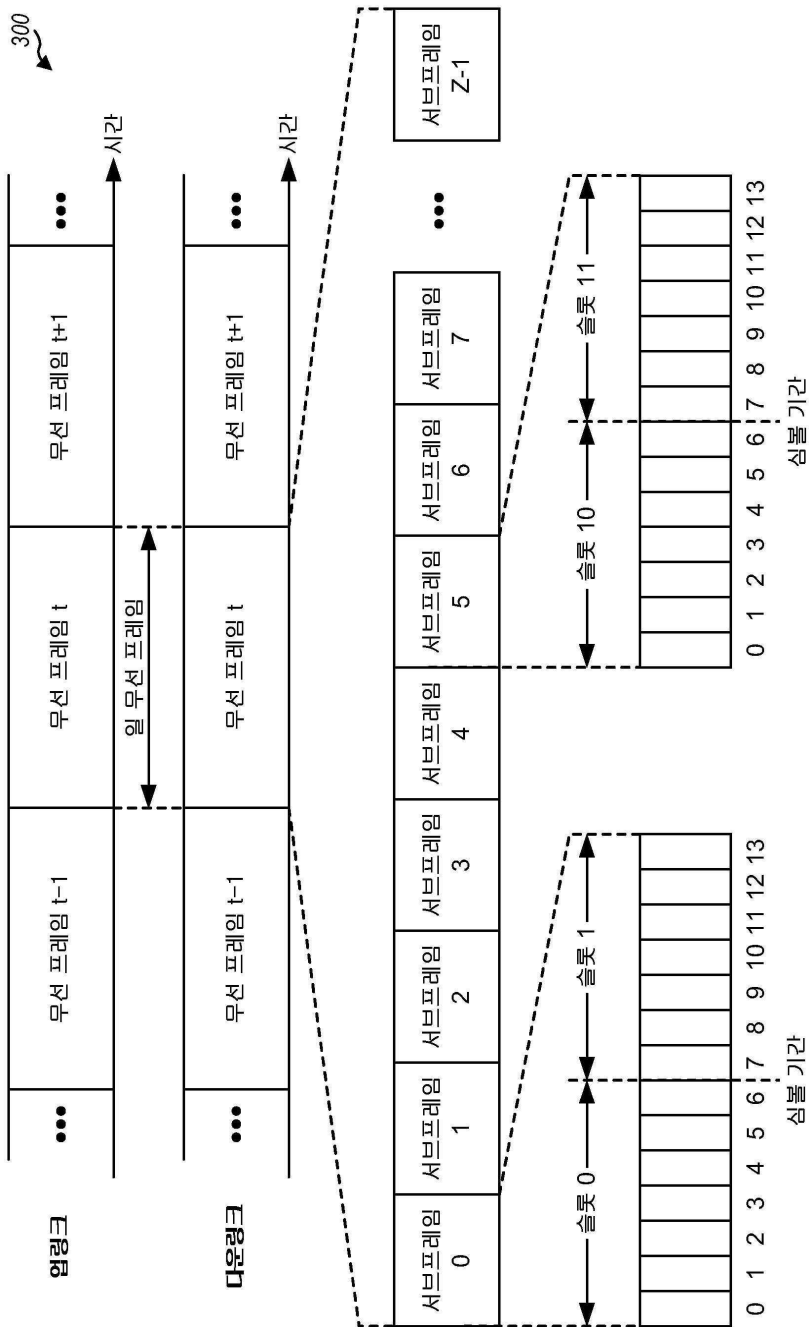 300
업링크
••• 무선 프레임 t−1 무선 프레임 t 무선 프레임 t+1 •••
시간
일 무선 프레임
다운링크
••• 무선 프레임 t−1 무선 프레임 t 무선 프레임 t+1 •••
시간
서브프레임 0 서브프레임 1 서브프레임 2 서브프레임 3 서브프레임 4 서브프레임 5 서브프레임 6 서브프레임 7 ••• 서브프레임 Z-1
슬롯 0 슬롯 1
0 1 2 3 4 5 6 7 8 9 10 11 12 13
심볼 기간
슬롯 10 슬롯 11
0 1 2 3 4 5 6 7 8 9 10 11 12 13
심볼 기간